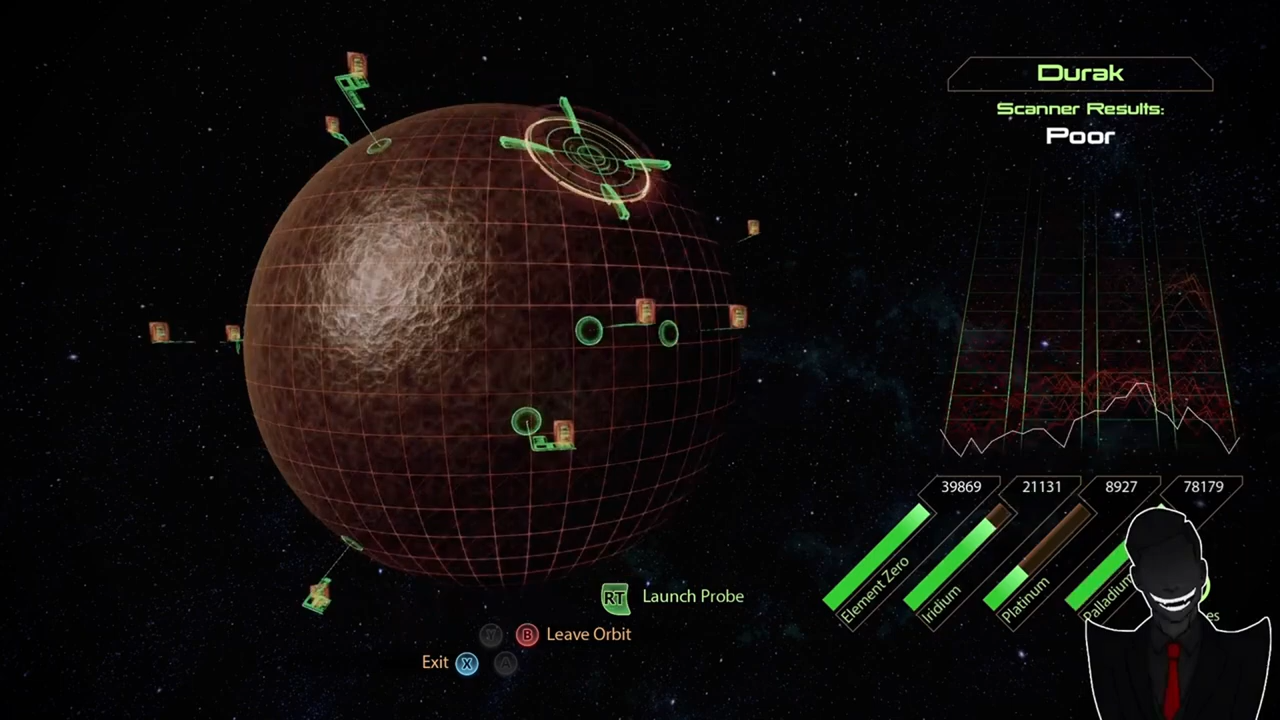 Durak
Scanner Results:
Poor
39869 21131 8927 78179
Element Zero
Iridium
Platinum
Palladium
RT Launch Probe
Y B Leave Orbit
Exit X A